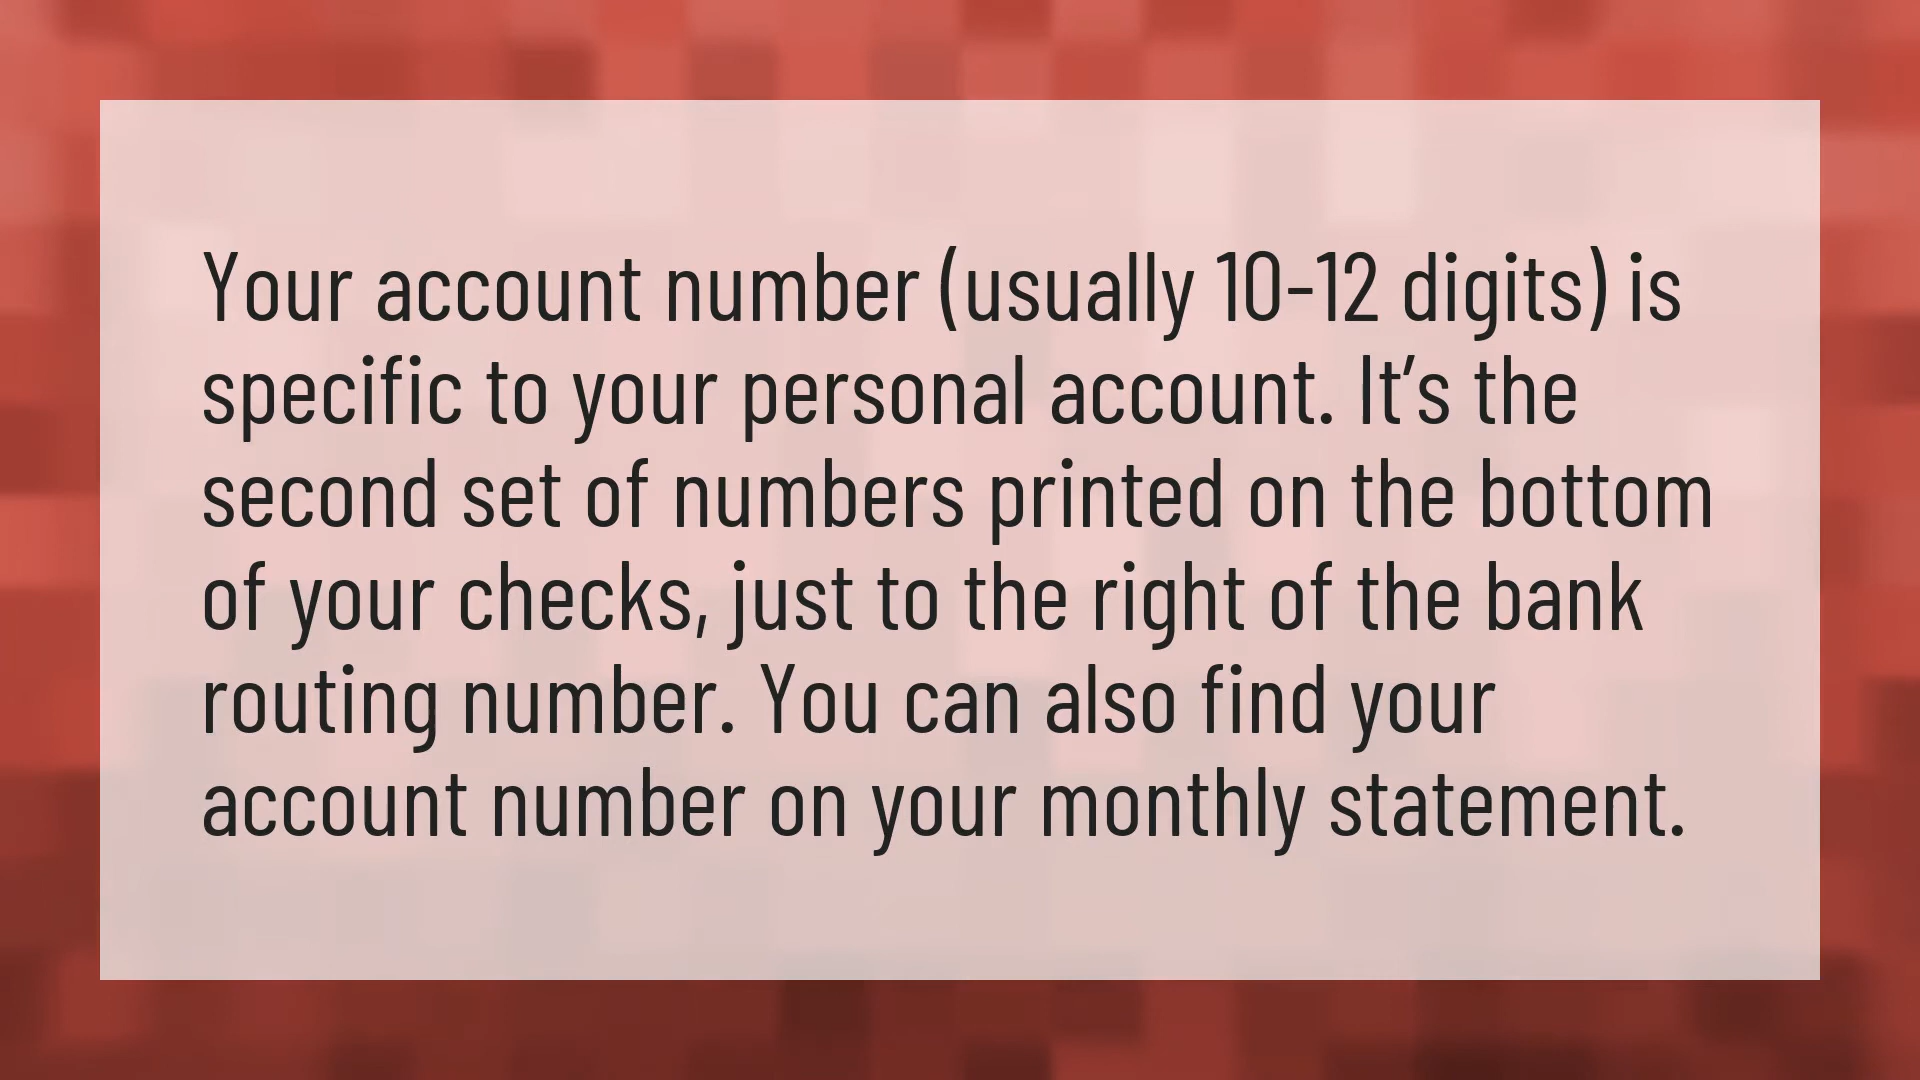 Your account number (usually 10-12 digits) is
specific to your personal account. It’s the
second set of numbers printed on the bottom
of your checks, just to the right of the bank
routing number. You can also find your
account number on your monthly statement.